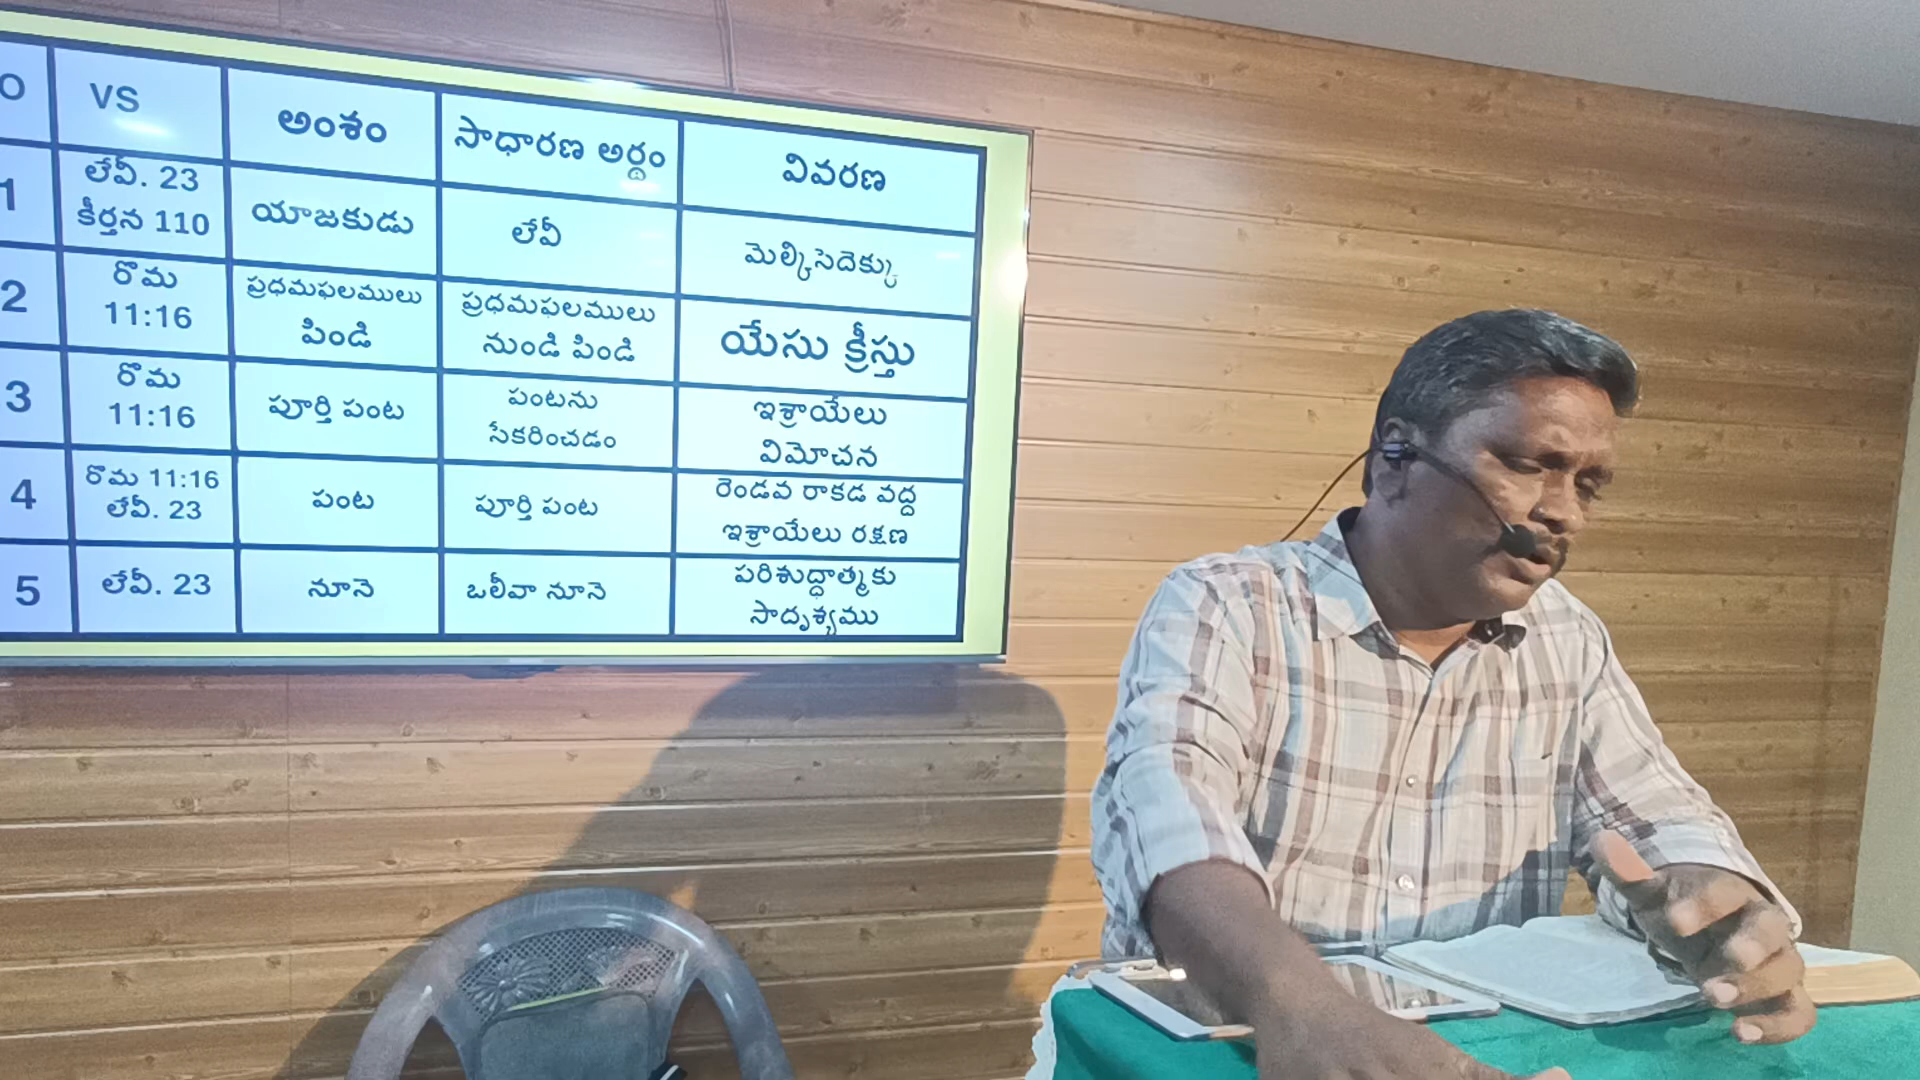 O VS అంశం సాధారణ అర్థం వివరణ
1 లేవీ. 23 కీర్తన 110 యాజకుడు లేవీ మెల్కిసెదెక్కు
2 రొమ 11:16 ప్రధమఫలములు పిండి ప్రధమఫలములు నుండి పిండి యేసు క్రీస్తు
3 రొమ 11:16 పూర్తి పంట పంటను సేకరించడం ఇశ్రాయేలు విమోచన
4 రొమ 11:16 లేవీ. 23 పంట పూర్తి పంట రెండవ రాకడ వద్ద ఇశ్రాయేలు రక్షణ
5 లేవీ. 23 నూనె ఒలీవా నూనె పరిశుద్ధాత్మకు సాదృశ్యము